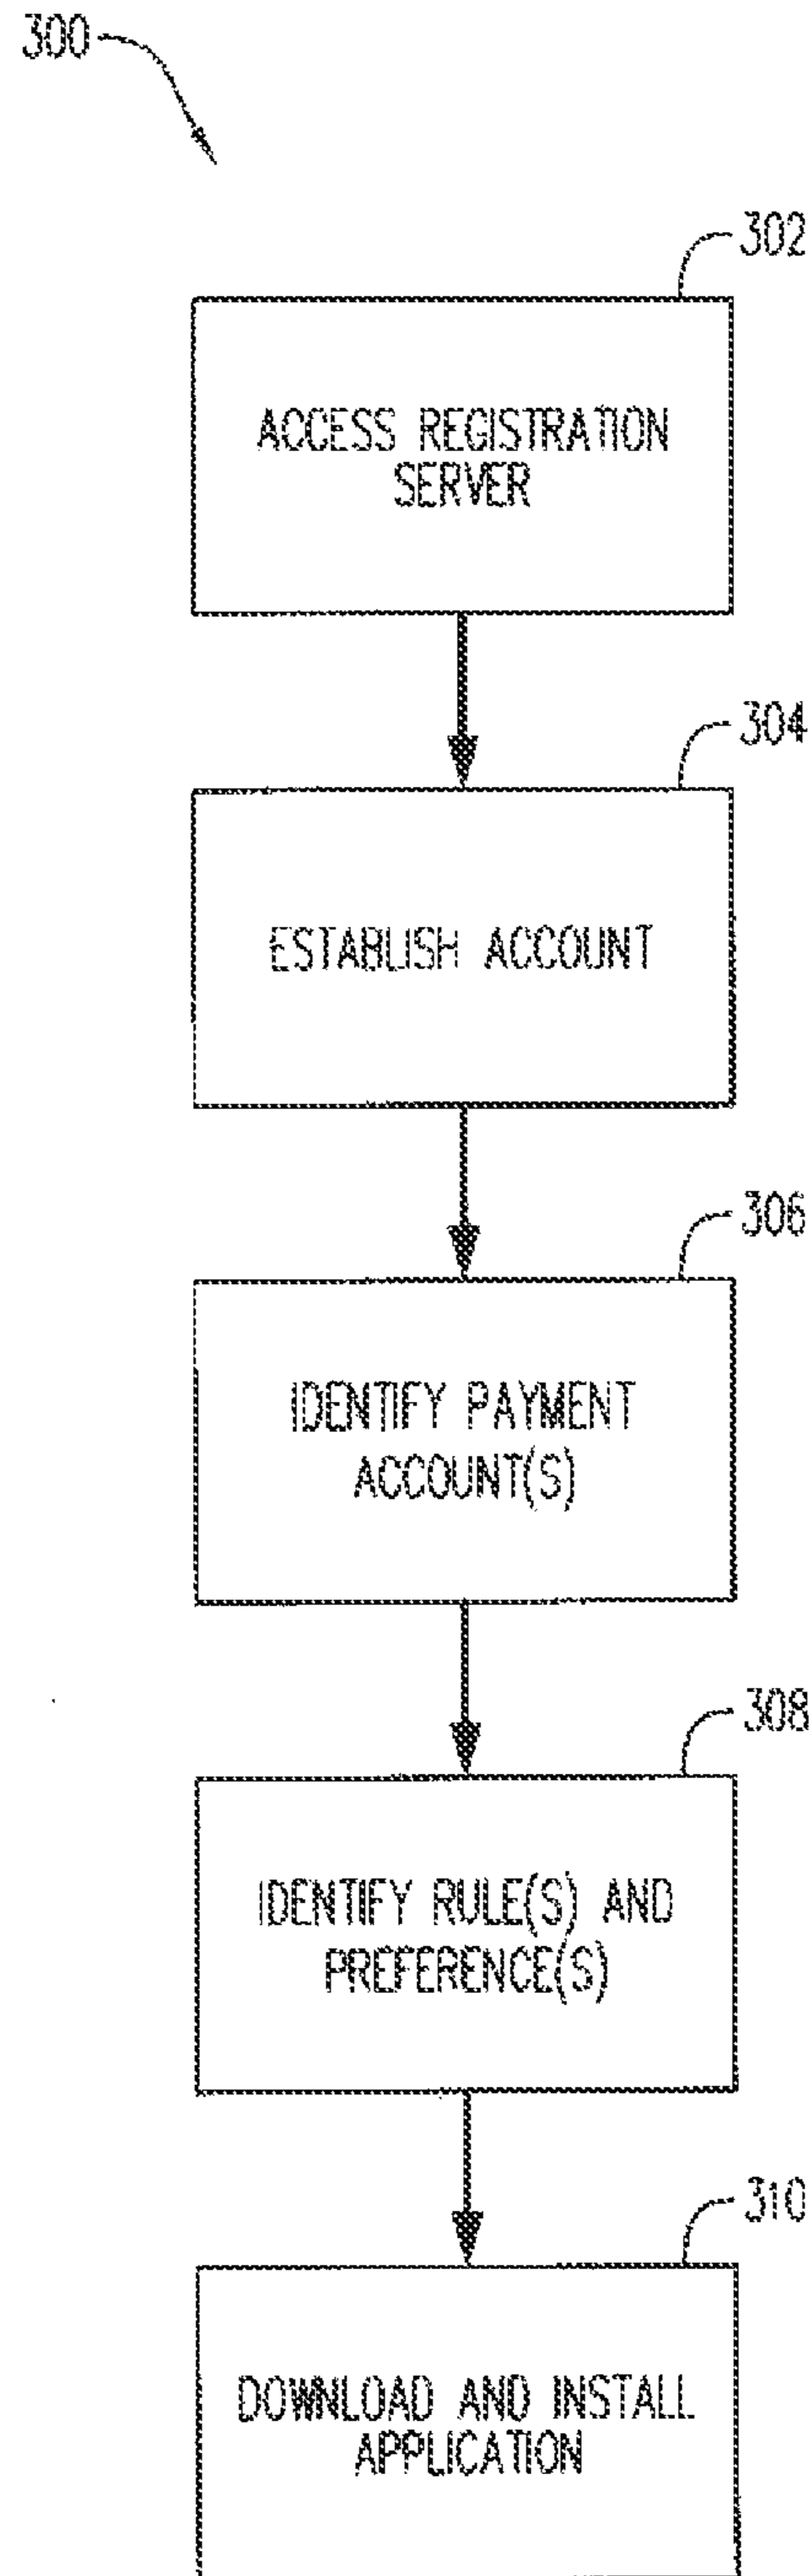 300
302
ACCESS REGISTRATION
SERVER
304
ESTABLISH ACCOUNT
306
IDENTIFY PAYMENT
ACCOUNT(S)
308
IDENTIFY RULE(S) AND
PREFERENCE(S)
310
DOWNLOAD AND INSTALL
APPLICATION